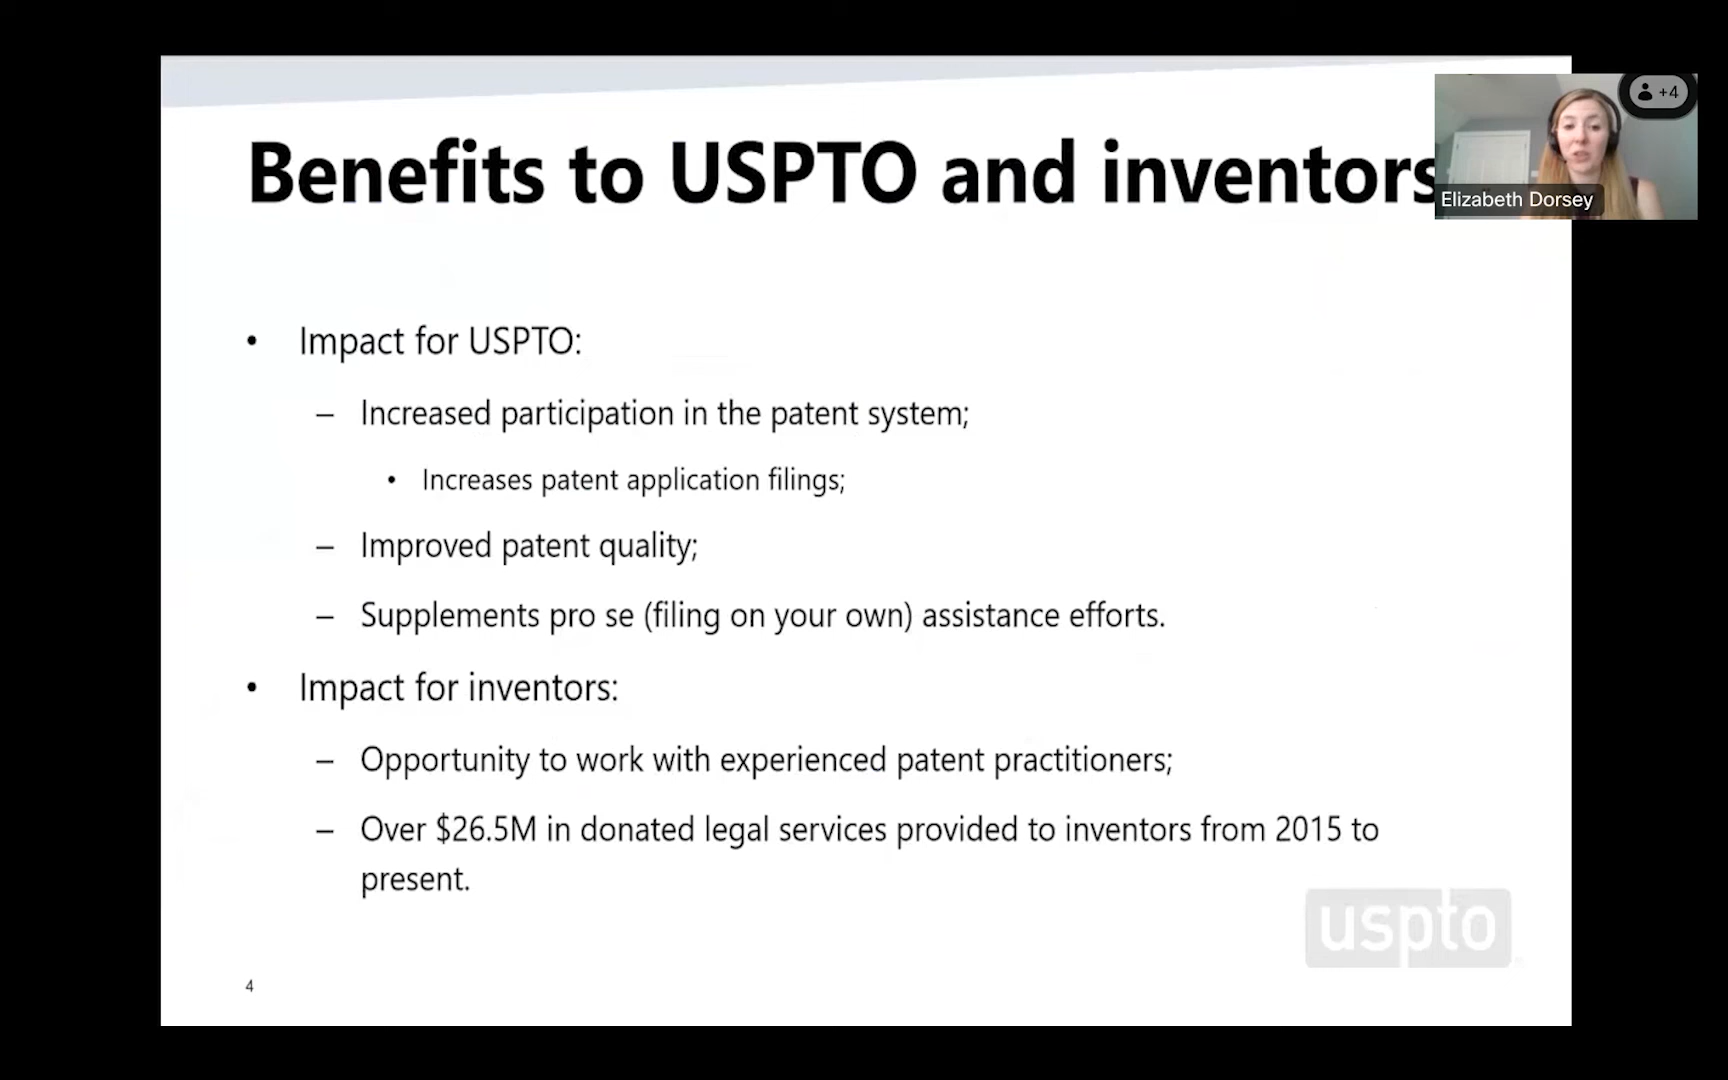 +4
Elizabeth Dorsey
Benefits to USPTO and inventors
• Impact for USPTO:
– Increased participation in the patent system;
• Increases patent application filings;
– Improved patent quality;
– Supplements pro se (filing on your own) assistance efforts.
• Impact for inventors:
– Opportunity to work with experienced patent practitioners;
– Over $26.5M in donated legal services provided to inventors from 2015 to
present.
uspto
4